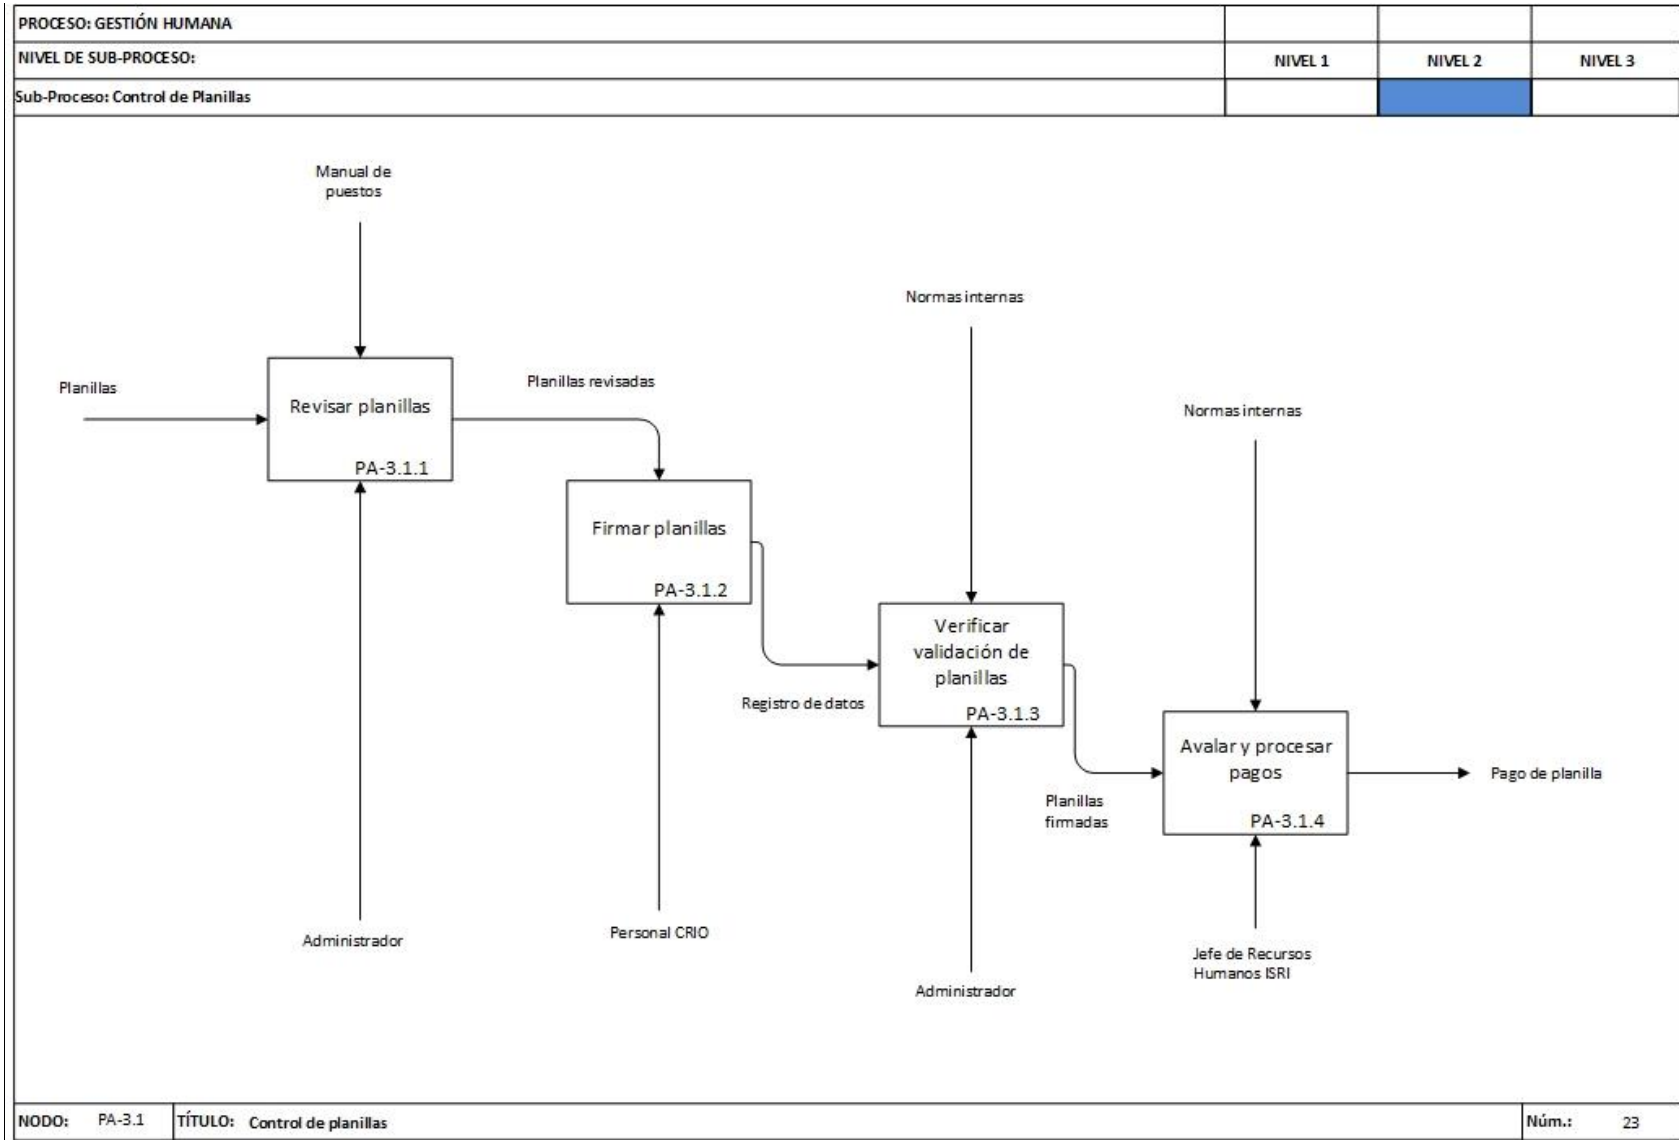 PROCESO: GESTIÓN HUMANA
NIVEL DE SUB-PROCESO:
NIVEL 1
NIVEL 2
NIVEL 3
Sub-Proceso: Control de Planillas
Manual de
puestos
Normas internas
Planillas
Revisar planillas
PA-3.1.1
Planillas revisadas
Normas internas
Firmar planillas
PA-3.1.2
Verificar
validación de
planillas
PA-3.1.3
Registro de datos
Avalar y procesar
pagos
PA-3.1.4
Pago de planilla
Planillas
firmadas
Administrador
Personal CRIO
Administrador
Jefe de Recursos
Humanos ISRI
NODO: PA-3.1
TÍTULO: Control de planillas
Núm.: 23